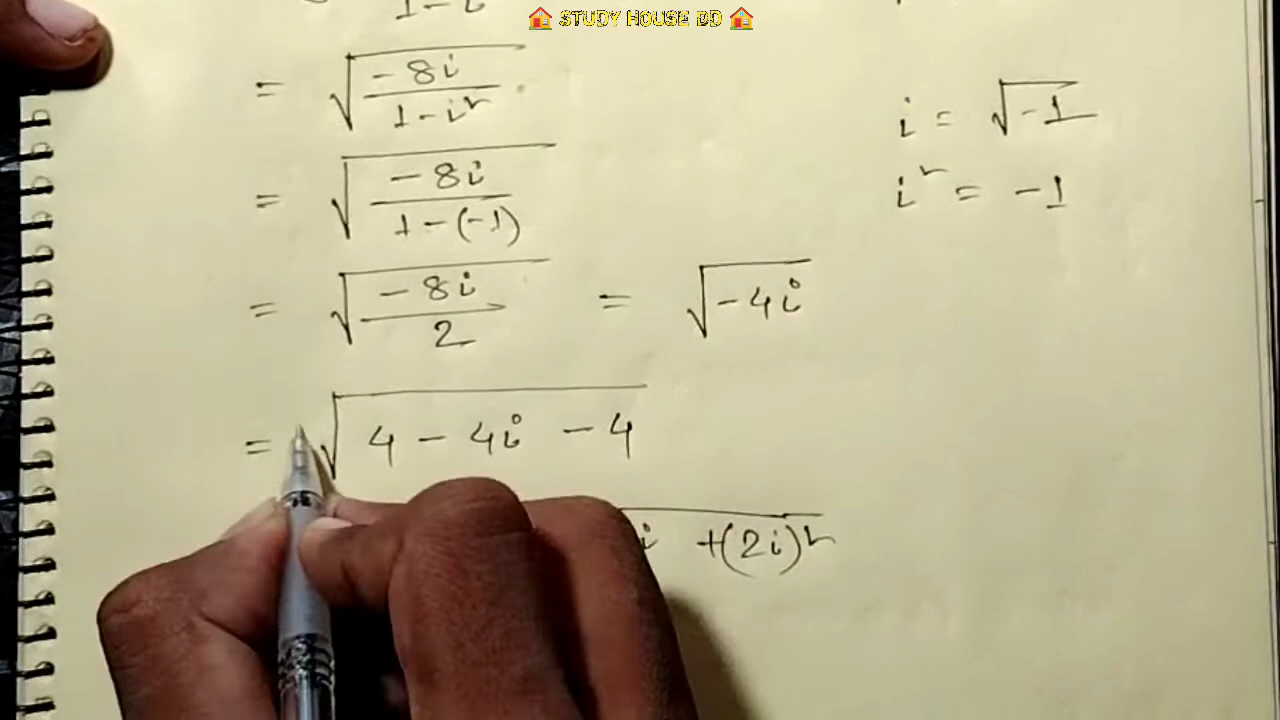 🏠 STUDY HOUSE BD 🏠
1 - i
= √(-8i / 1 - i²)
= √(-8i / 1 - (-1))
= √(-8i / 2) = √-4i
= √4 - 4i - 4
i + (2i)²
i = √-1
i² = -1